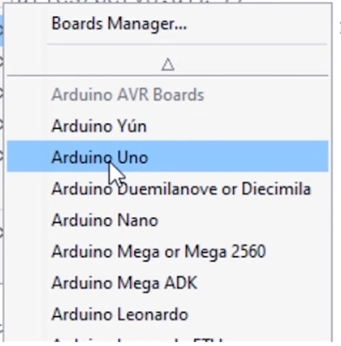 Boards Manager...
Arduino AVR Boards
Arduino Yún
Arduino Uno
Arduino Duemilanove or Diecimila
Arduino Nano
Arduino Mega or Mega 2560
Arduino Mega ADK
Arduino Leonardo